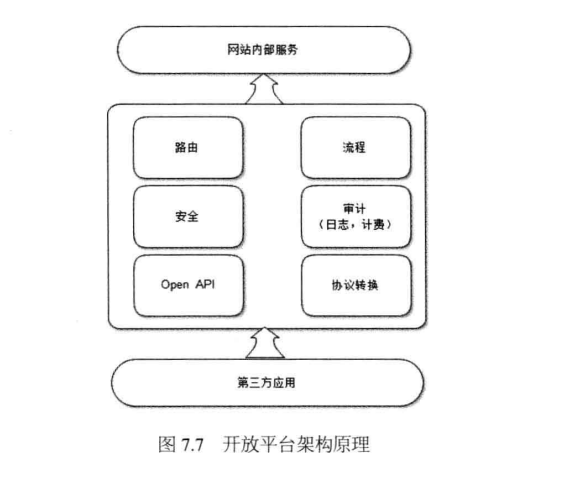 网站内部服务
路由
流程
安全
审计
（日志，计费）
Open API
协议转换
第三方应用
图 7.7 开放平台架构原理